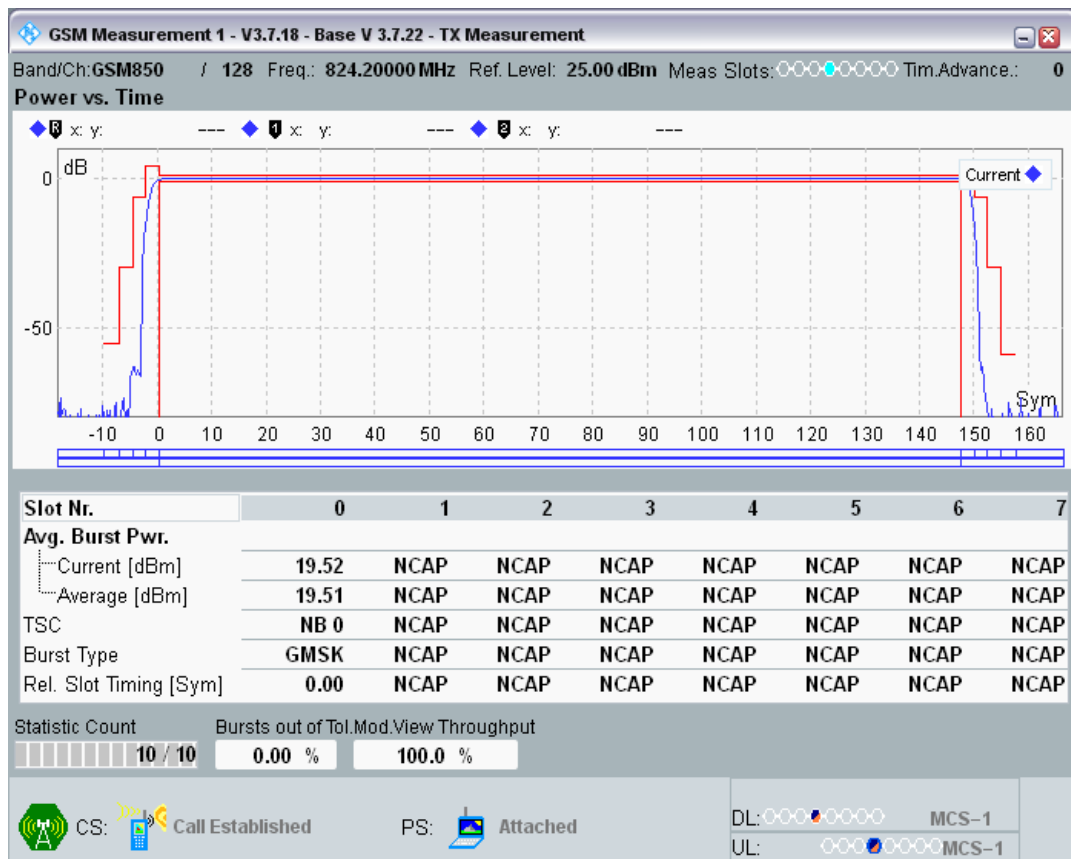 GSM Measurement 1 - V3.7.18 - Base V 3.7.22 - TX Measurement
Band/Ch:GSM850 / 128 Freq.: 824.20000 MHz Ref. Level: 25.00 dBm Meas Slots: Tim.Advance.: 0
Power vs. Time
R x: y: --- 1 x: y: --- 2 x: y: ---
dB
0
Current
-50
Sym
-10 0 10 20 30 40 50 60 70 80 90 100 110 120 130 140 150 160
Slot Nr. 0 1 2 3 4 5 6 7
Avg. Burst Pwr.
Current [dBm] 19.52 NCAP NCAP NCAP NCAP NCAP NCAP NCAP
Average [dBm] 19.51 NCAP NCAP NCAP NCAP NCAP NCAP NCAP
TSC NB 0 NCAP NCAP NCAP NCAP NCAP NCAP NCAP
Burst Type GMSK NCAP NCAP NCAP NCAP NCAP NCAP NCAP
Rel. Slot Timing [Sym] 0.00 NCAP NCAP NCAP NCAP NCAP NCAP NCAP
Statistic Count Bursts out of Tol.Mod.View Throughput
10 / 10 0.00 % 100.0 %
CS: Call Established PS: Attached DL: MCS-1
UL: MCS-1